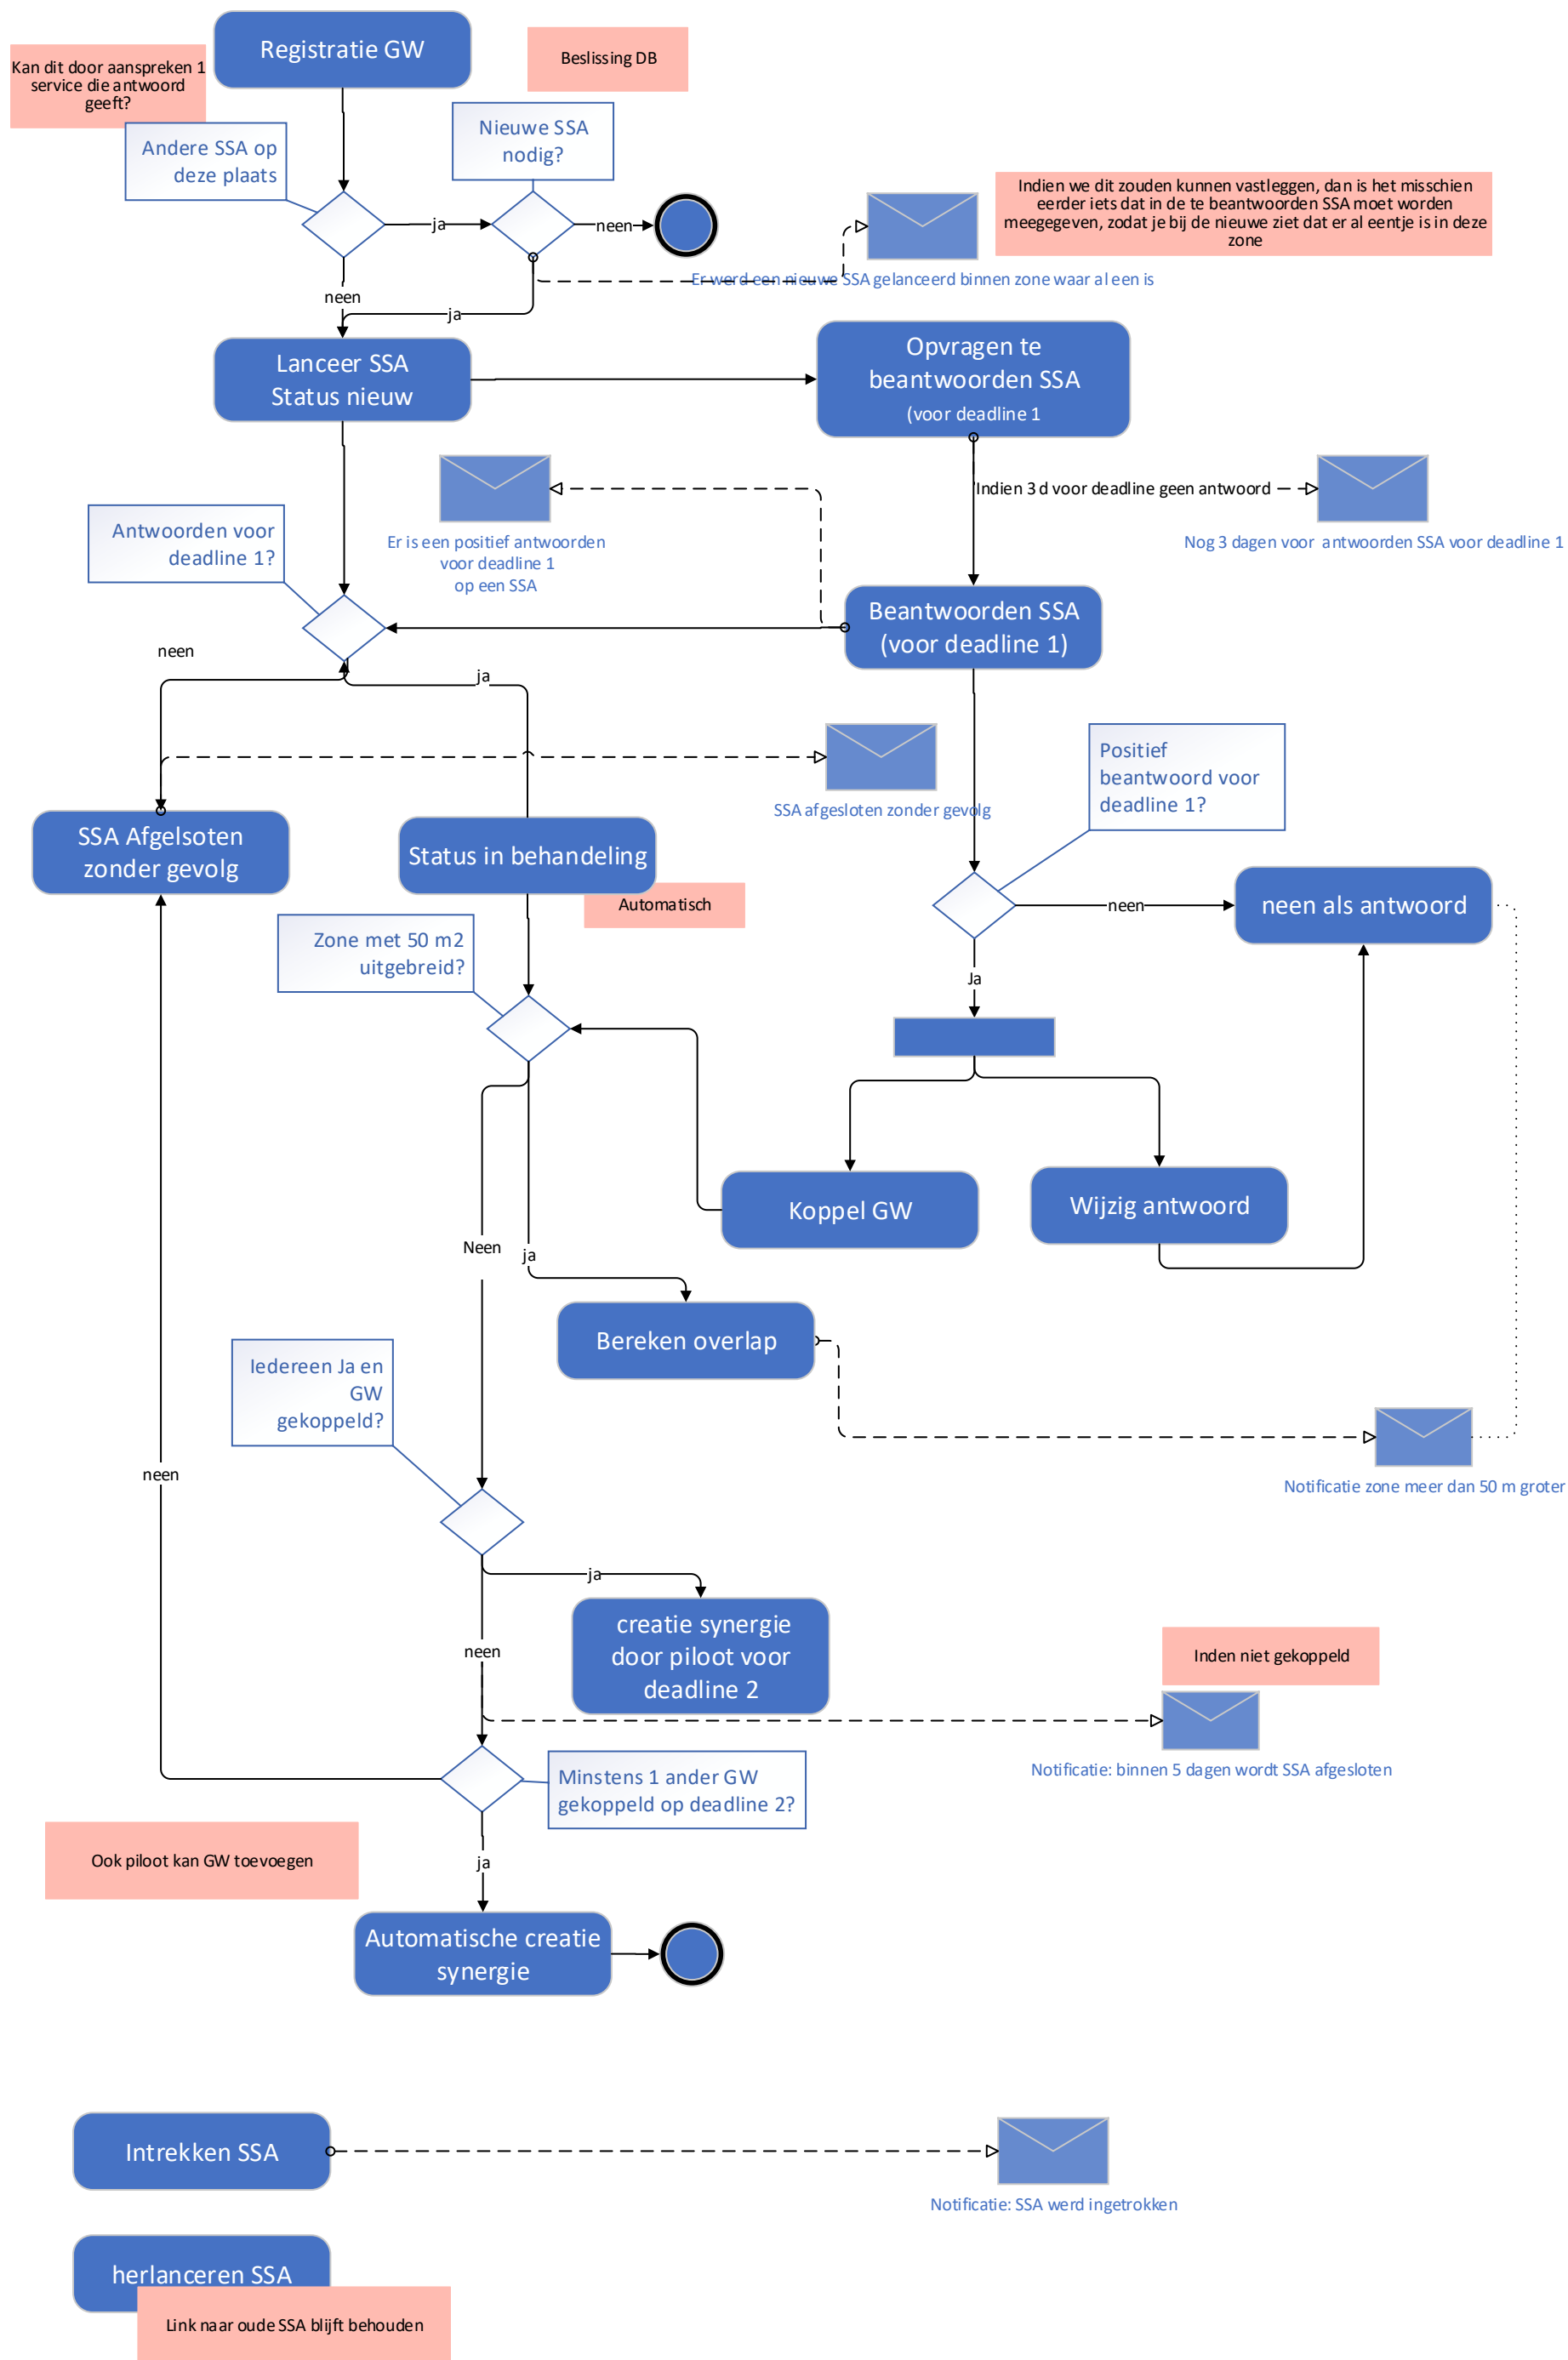 Registratie GW
Beslissing DB
Kan dit door aanspreken 1
service die antwoord
geeft?
Nieuwe SSA
nodig?
Andere SSA op
deze plaats
Indien we dit zouden kunnen vastleggen, dan is het misschien
eerder iets dat in de te beantwoorden SSA moet worden
meegegeven, zodat je bij de nieuwe ziet dat er al eentje is in deze
zone
ja
neen
Er werd een nieuwe SSA gelanceerd binnen zone waar al een is
neen
ja
Lanceer SSA
Status nieuw
Opvragen te
beantwoorden SSA
(voor deadline 1
Indien 3 d voor deadline geen antwoord
Nog 3 dagen voor antwoorden SSA voor deadline 1
Er is een positief antwoorden
voor deadline 1
op een SSA
Antwoorden voor
deadline 1?
Beantwoorden SSA
(voor deadline 1)
neen
ja
SSA afgesloten zonder gevolg
Positief
beantwoord voor
deadline 1?
SSA Afgelsoten
zonder gevolg
Status in behandeling
Automatisch
neen
neen als antwoord
Zone met 50 m2
uitgebreid?
Ja
Koppel GW
Wijzig antwoord
Neen
ja
Bereken overlap
Iedereen Ja en
GW
gekoppeld?
neen
Notificatie zone meer dan 50 m groter
ja
creatie synergie
door piloot voor
deadline 2
neen
Inden niet gekoppeld
Notificatie: binnen 5 dagen wordt SSA afgesloten
Minstens 1 ander GW
gekoppeld op deadline 2?
Ook piloot kan GW toevoegen
ja
Automatische creatie
synergie
Intrekken SSA
Notificatie: SSA werd ingetrokken
herlanceren SSA
Link naar oude SSA blijft behouden